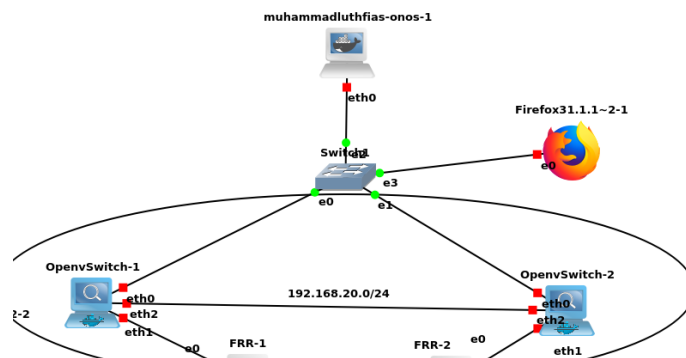 muhammadluthfias-onos-1
eth0
Firefox31.1.1~2-1
Switch1
e2
e3
e0
e0
e1
OpenvSwitch-1
OpenvSwitch-2
eth0
192.168.20.0/24
eth0
2-2
eth2
eth2
eth1
e0
FRR-1
FRR-2
e0
eth1